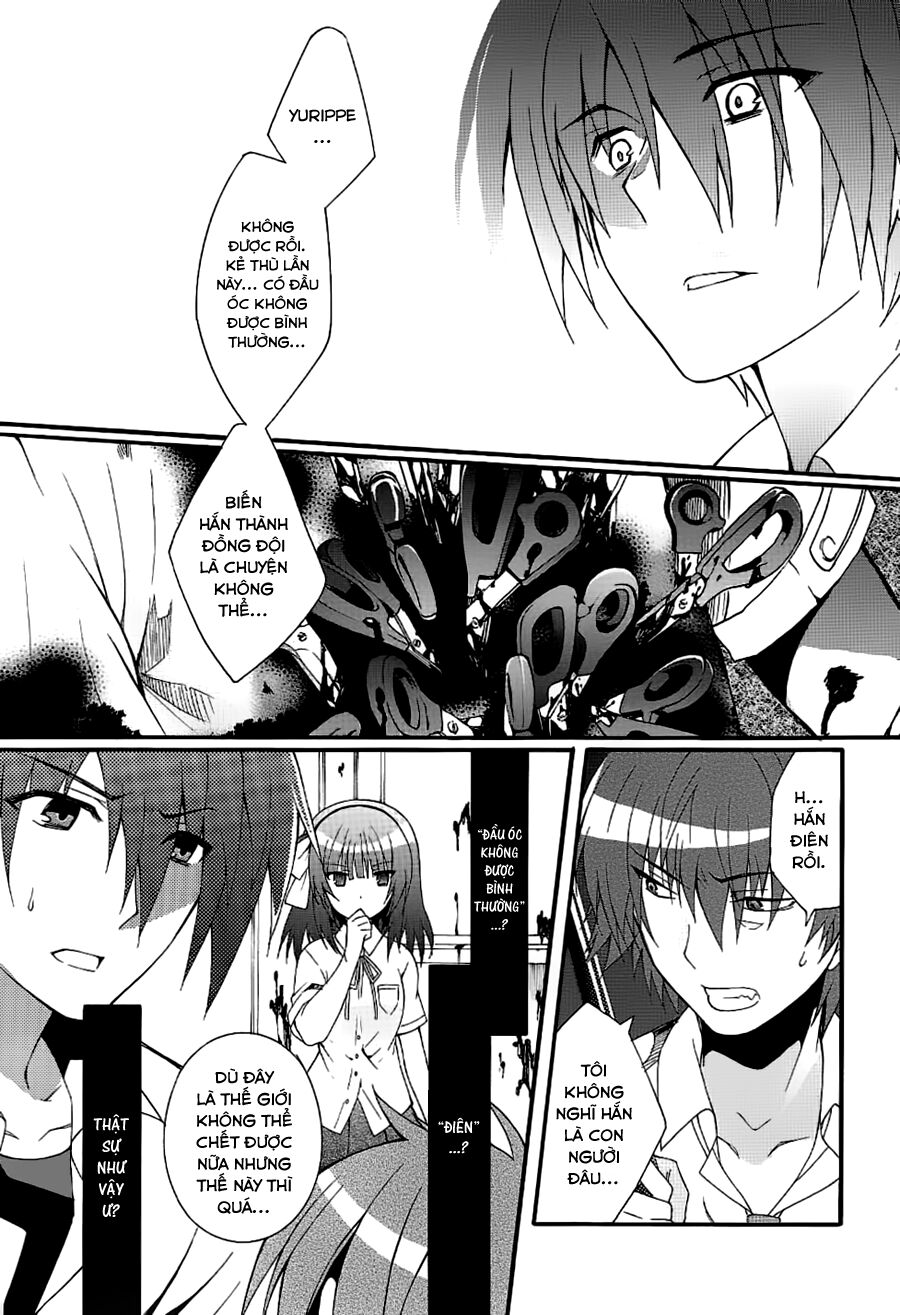 YURIPPE
...
KHÔNG
ĐƯỢC RỒI.
KẺ THÙ LẦN
NÀY... CÓ ĐẦU
ÓC KHÔNG
ĐƯỢC BÌNH
THƯỜNG...
BIẾN
HẮN THÀNH
ĐỒNG ĐỘI
LÀ CHUYỆN
KHÔNG
THỂ...
H...
HẮN
ĐIÊN
RỒI.
TÔI
KHÔNG
NGHĨ HẮN
LÀ CON
NGƯỜI
ĐÂU...
"ĐẦU ÓC
KHÔNG
ĐƯỢC
BÌNH
THƯỜNG"
...?
"ĐIÊN"
...?
DÙ ĐÂY
LÀ THẾ GIỚI
KHÔNG THỂ
CHẾT ĐƯỢC
NỮA NHƯNG
THẾ NÀY THÌ
QUÁ...
THẬT
SỰ
NHƯ
VẬY
Ư?